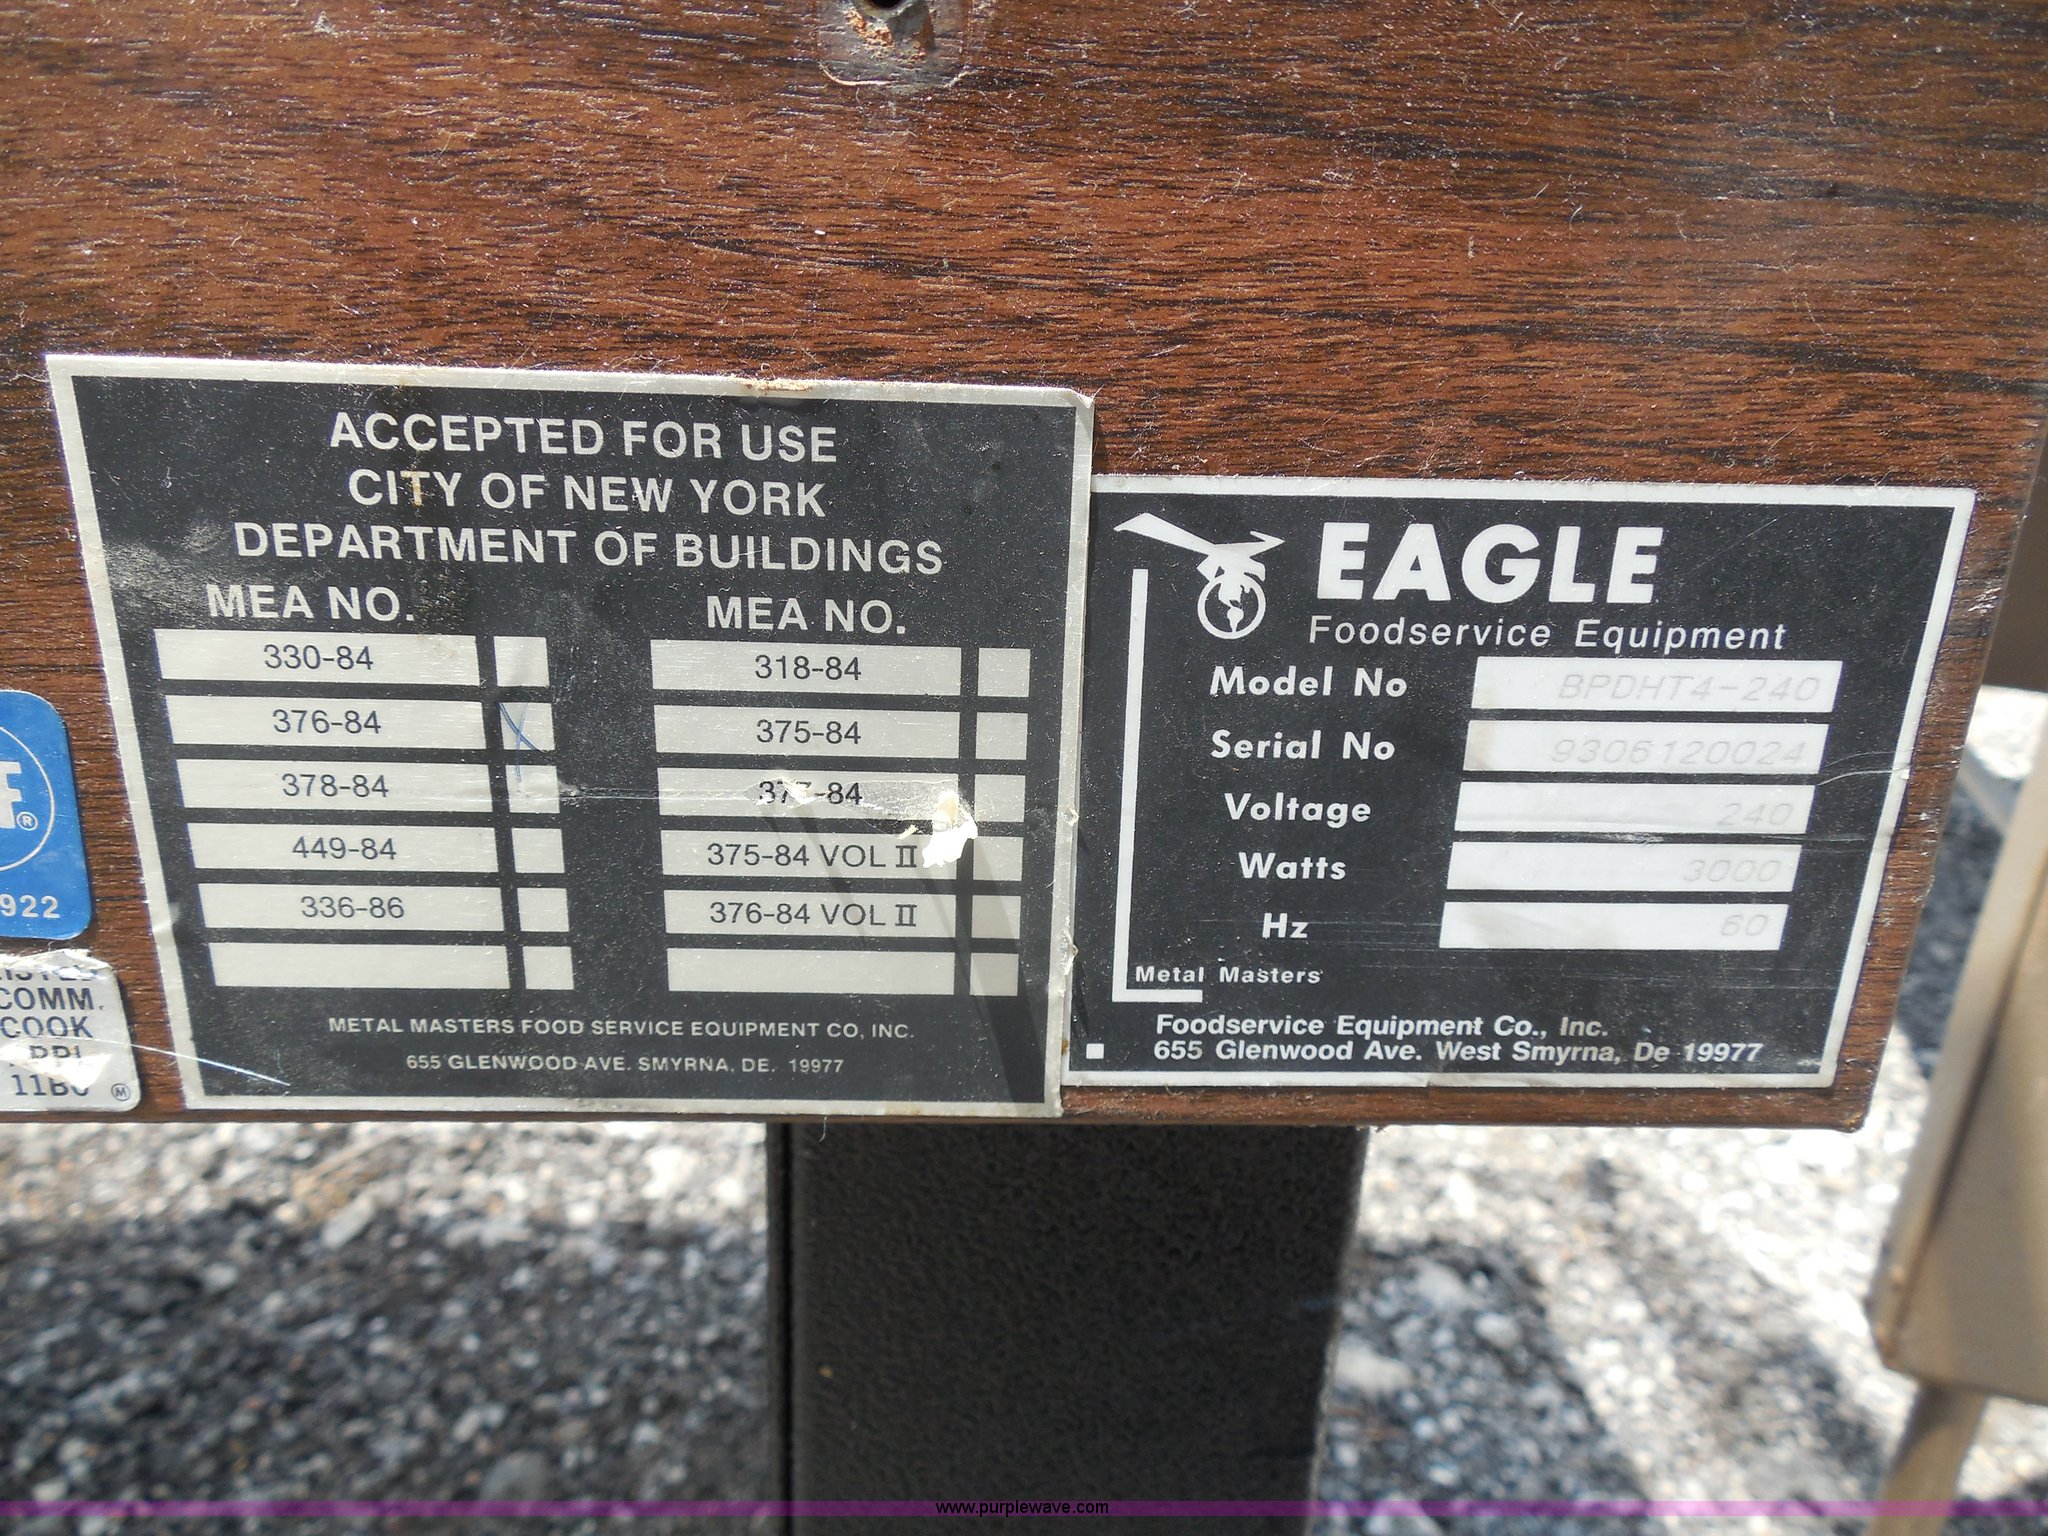 ACCEPTED FOR USE
CITY OF NEW YORK
DEPARTMENT OF BUILDINGS
MEA NO. MEA NO.
330-84 318-84
376-84 375-84
378-84 377-84
449-84 375-84 VOL II
336-86 376-84 VOL II
METAL MASTERS FOOD SERVICE EQUIPMENT CO, INC.
655 GLENWOOD AVE. SMYRNA, DE. 19977
EAGLE
Foodservice Equipment
Model No BPDHT4-240
Serial No 9306120024
Voltage 240
Watts 3000
Hz 60
Metal Masters
Foodservice Equipment Co., Inc.
655 Glenwood Ave. West Smyrna, De 19977
F®
922
COMM.
COOK
M
www.purplewave.com